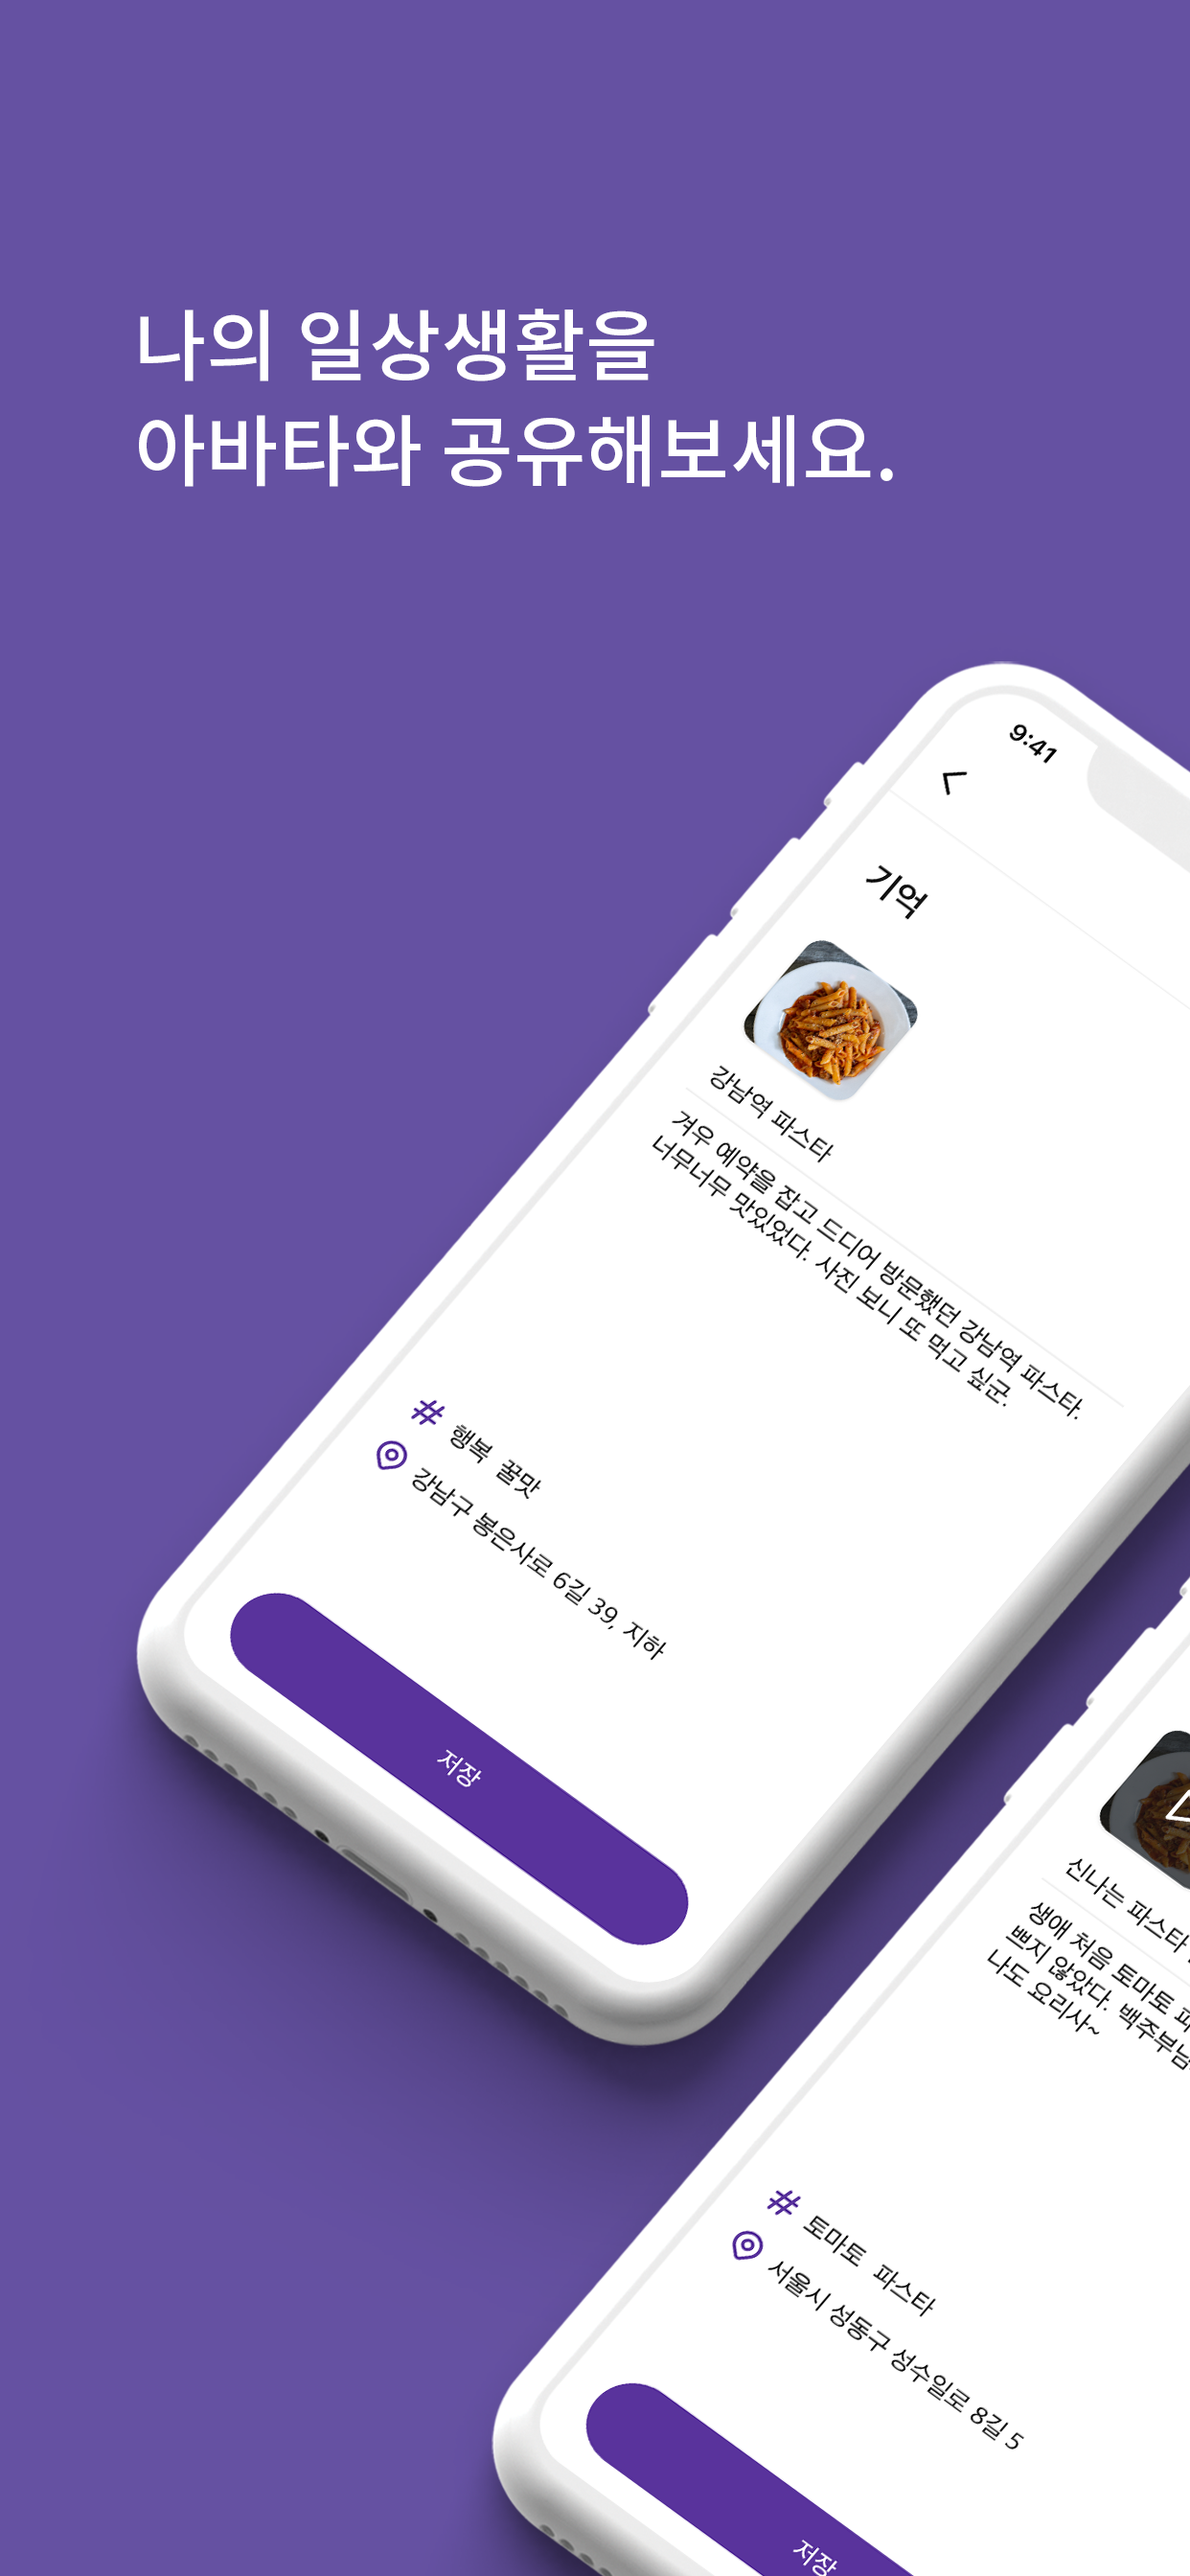 나의 일상생활을
아바타와 공유해보세요.
9:41
기억
강남역 파스타
겨우 예약을 잡고 드디어 방문했던 강남역 파스타.
너무너무 맛있었다. 사진 보니 또 먹고 싶군.
# 행복 꿀맛
강남구 봉은사로 6길 39, 지하
저장
신나는 파스타
생애 처음 토마토
쁘지 않았다. 백주부님
나도 요리사~
# 토마토 파스타
서울시 성동구 성수일로 8길 5
저장